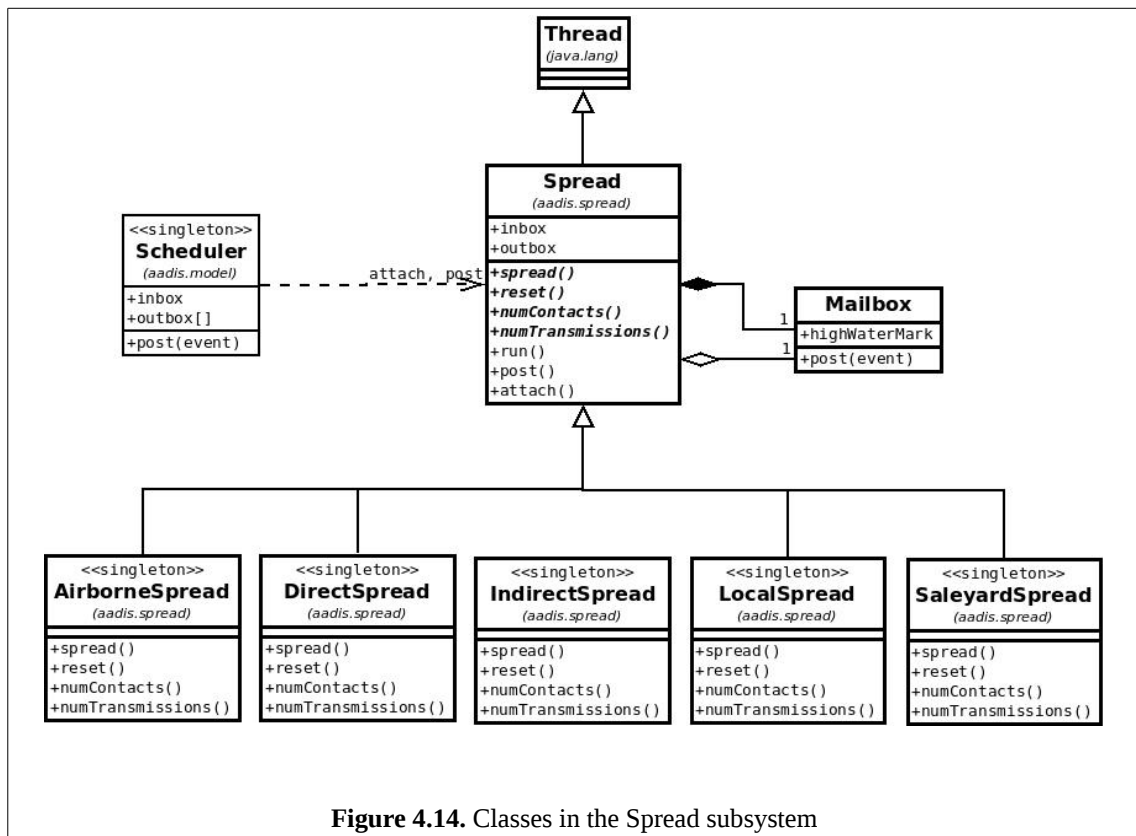 Thread
(java.lang)
Spread
(aadis.spread)
+inbox
+outbox
+spread()
+reset()
+numContacts()
+numTransmissions()
+run()
+post()
+attach()
<<singleton>>
Scheduler
(aadis.model)
+inbox
+outbox[]
+post(event)
attach, post
1
1
Mailbox
+highWaterMark
+post(event)
<<singleton>>
AirborneSpread
(aadis.spread)
+spread()
+reset()
+numContacts()
+numTransmissions()
<<singleton>>
DirectSpread
(aadis.spread)
+spread()
+reset()
+numContacts()
+numTransmissions()
<<singleton>>
IndirectSpread
(aadis.spread)
+spread()
+reset()
+numContacts()
+numTransmissions()
<<singleton>>
LocalSpread
(aadis.spread)
+spread()
+reset()
+numContacts()
+numTransmissions()
<<singleton>>
SaleyardSpread
(aadis.spread)
+spread()
+reset()
+numContacts()
+numTransmissions()
Figure 4.14. Classes in the Spread subsystem